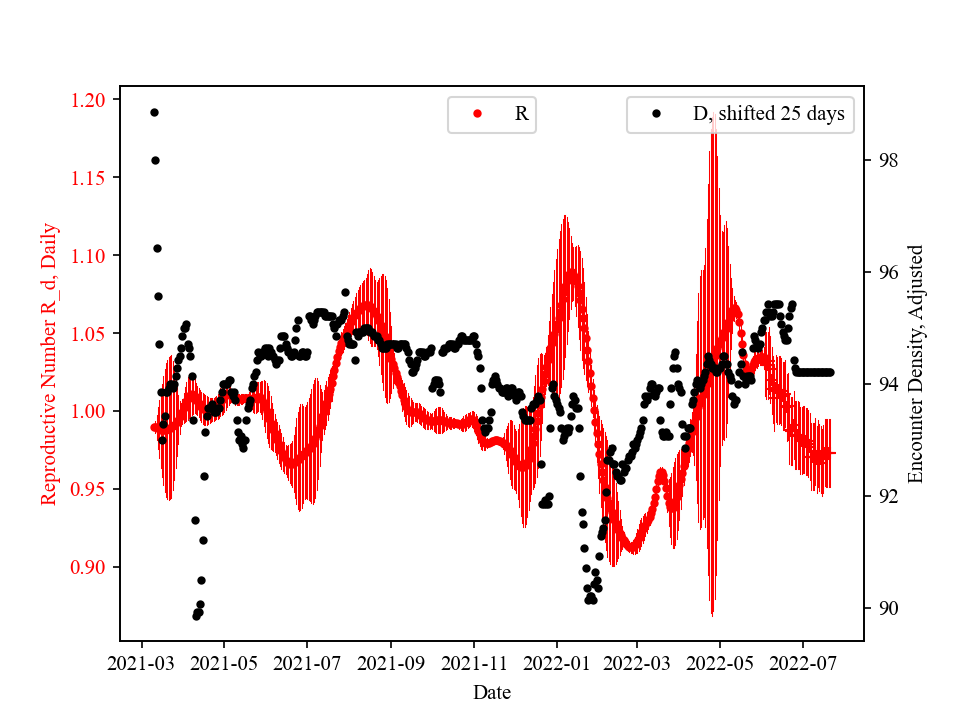 R
D, shifted 25 days
1.20
1.15
1.10
1.05
1.00
0.95
0.90
Reproductive Number R_d, Daily
98
96
94
92
90
Encounter Density, Adjusted
2021-03 2021-05 2021-07 2021-09 2021-11 2022-01 2022-03 2022-05 2022-07
Date